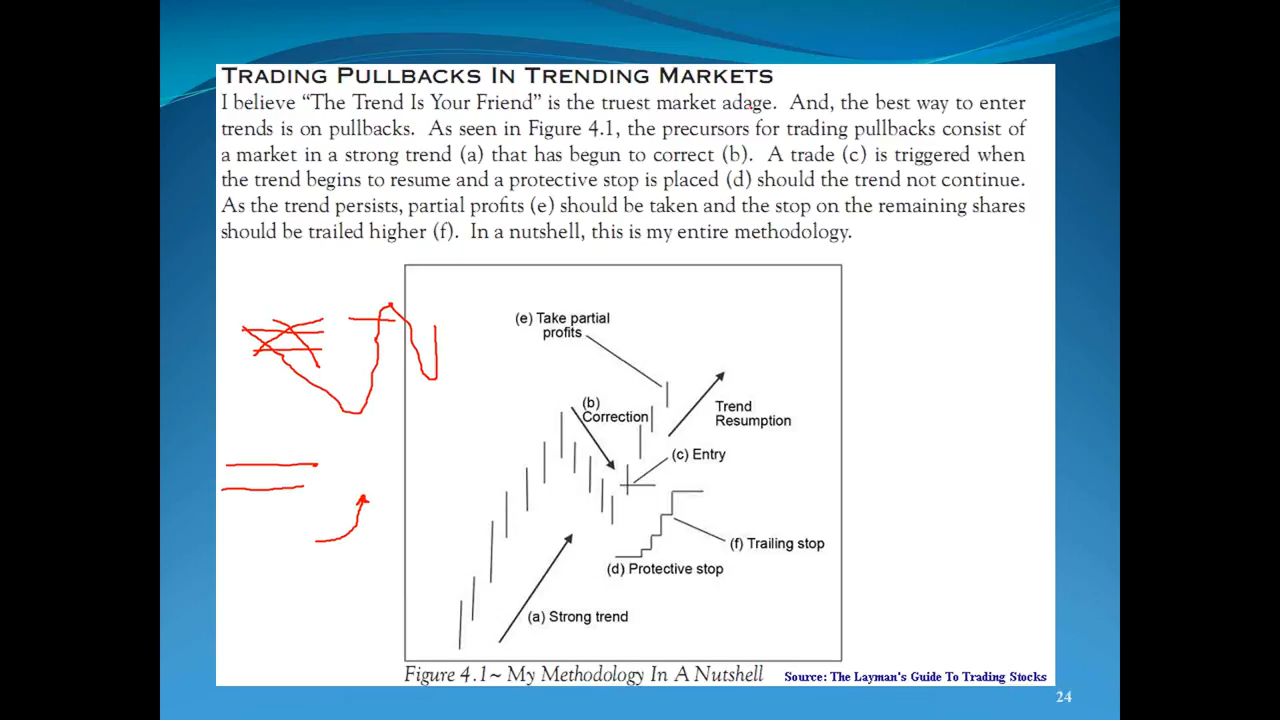 TRADING PULLBACKS IN TRENDING MARKETS
I believe “The Trend Is Your Friend” is the truest market adage. And, the best way to enter
trends is on pullbacks. As seen in Figure 4.1, the precursors for trading pullbacks consist of
a market in a strong trend (a) that has begun to correct (b). A trade (c) is triggered when
the trend begins to resume and a protective stop is placed (d) should the trend not continue.
As the trend persists, partial profits (e) should be taken and the stop on the remaining shares
should be trailed higher (f). In a nutshell, this is my entire methodology.
(e) Take partial
profits
(b)
Correction
Trend
Resumption
(c) Entry
(f) Trailing stop
(d) Protective stop
(a) Strong trend
Figure 4.1~ My Methodology In A Nutshell
Source: The Layman's Guide To Trading Stocks
24